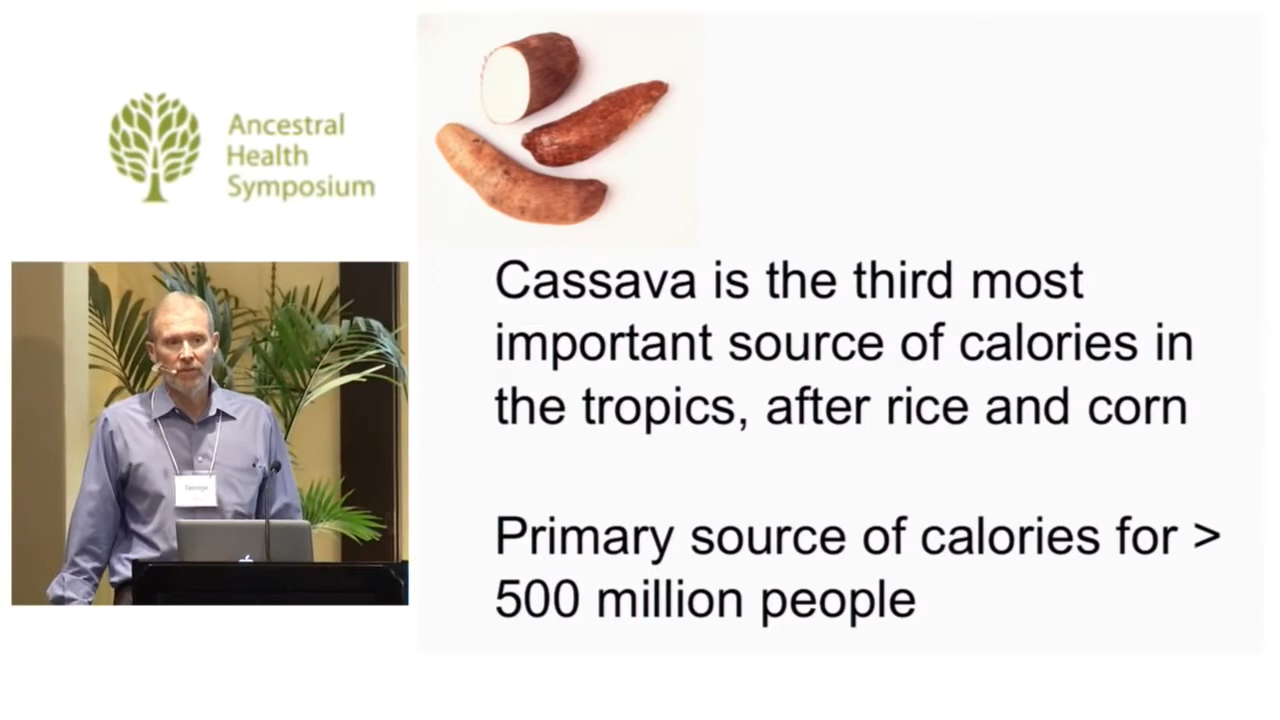 Ancestral
Health
Symposium
Cassava is the third most
important source of calories in
the tropics, after rice and corn
Primary source of calories for >
500 million people
George